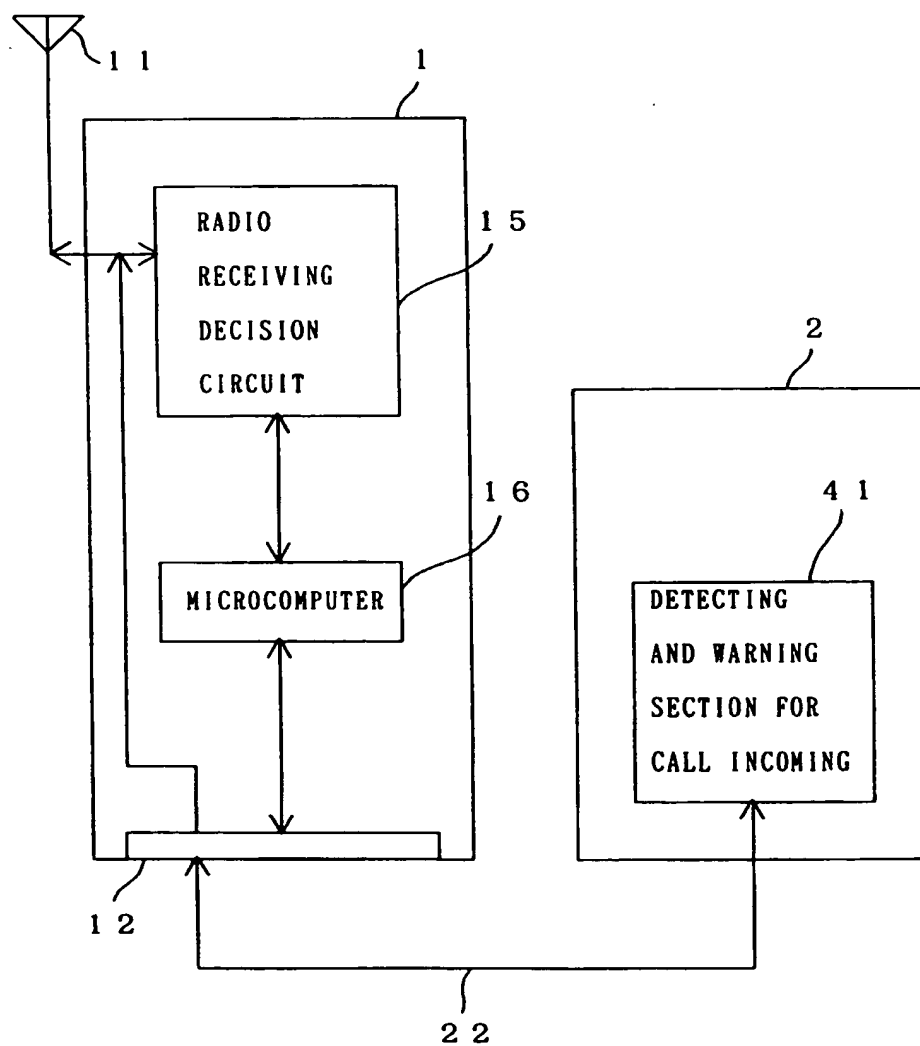 1 1
1
RADIO
RECEIVING
DECISION
CIRCUIT
1 5
2
1 6
MICROCOMPUTER
4 1
DETECTING
AND WARNING
SECTION FOR
CALL INCOMING
1 2
2 2